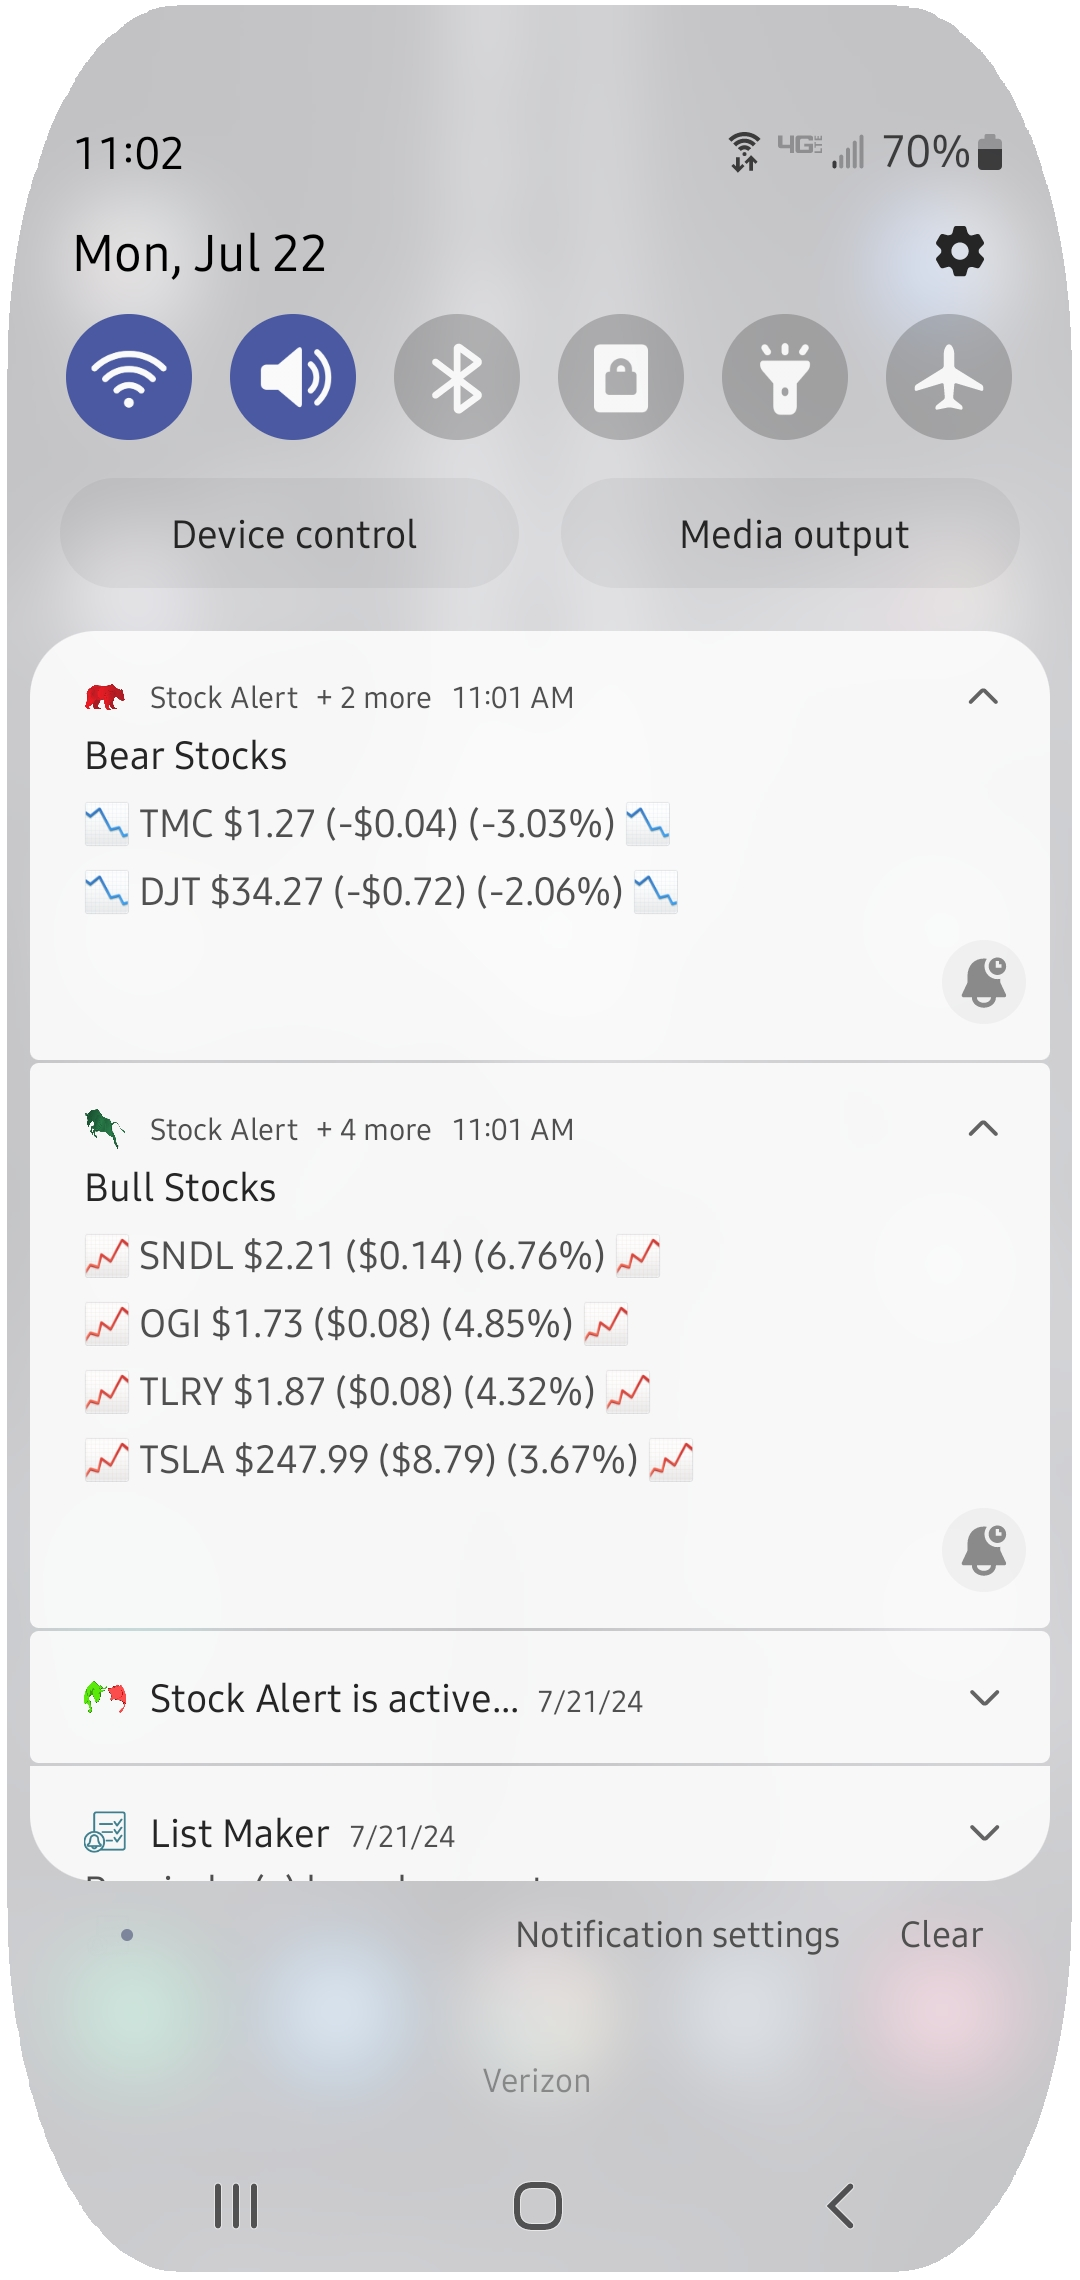 11:02
4G LTE 70%
Mon, Jul 22
Device control
Media output
Stock Alert + 2 more 11:01 AM
Bear Stocks
TMC $1.27 (-$0.04) (-3.03%)
DJT $34.27 (-$0.72) (-2.06%)
Stock Alert + 4 more 11:01 AM
Bull Stocks
SNDL $2.21 ($0.14) (6.76%)
OGI $1.73 ($0.08) (4.85%)
TLRY $1.87 ($0.08) (4.32%)
TSLA $247.99 ($8.79) (3.67%)
Stock Alert is active... 7/21/24
List Maker 7/21/24
Notification settings
Clear
Verizon